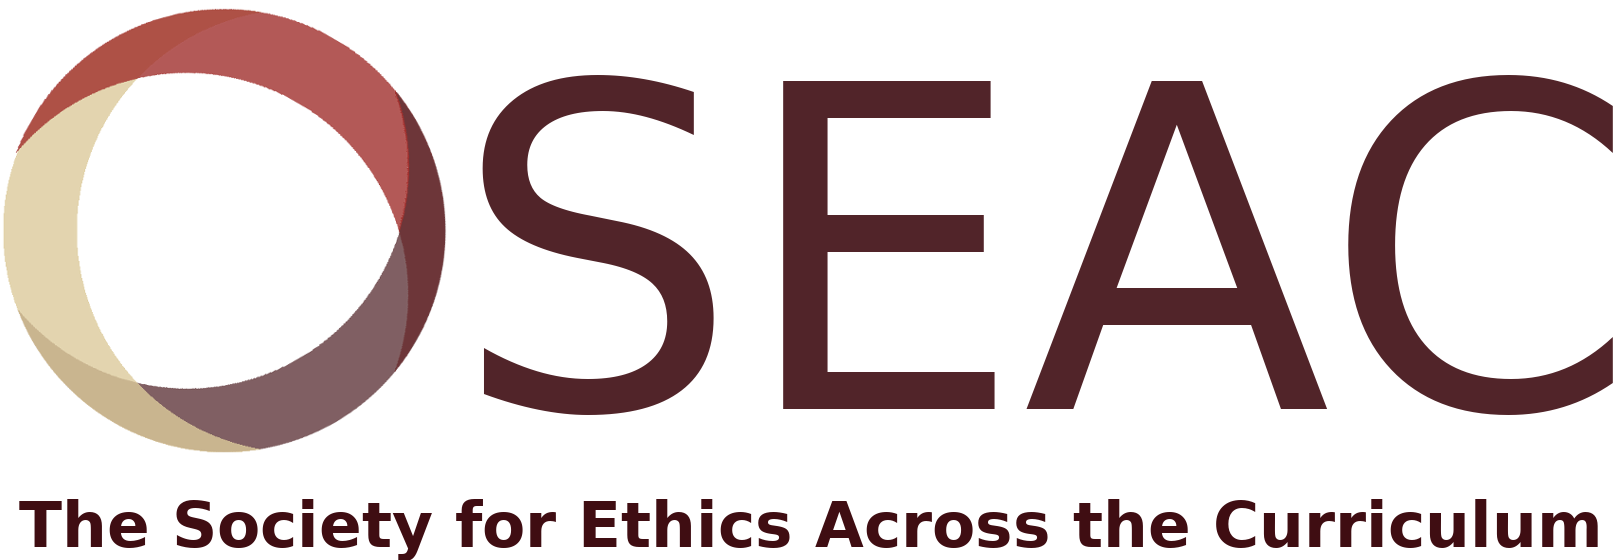 SEAC
The Society for Ethics Across the Curriculum